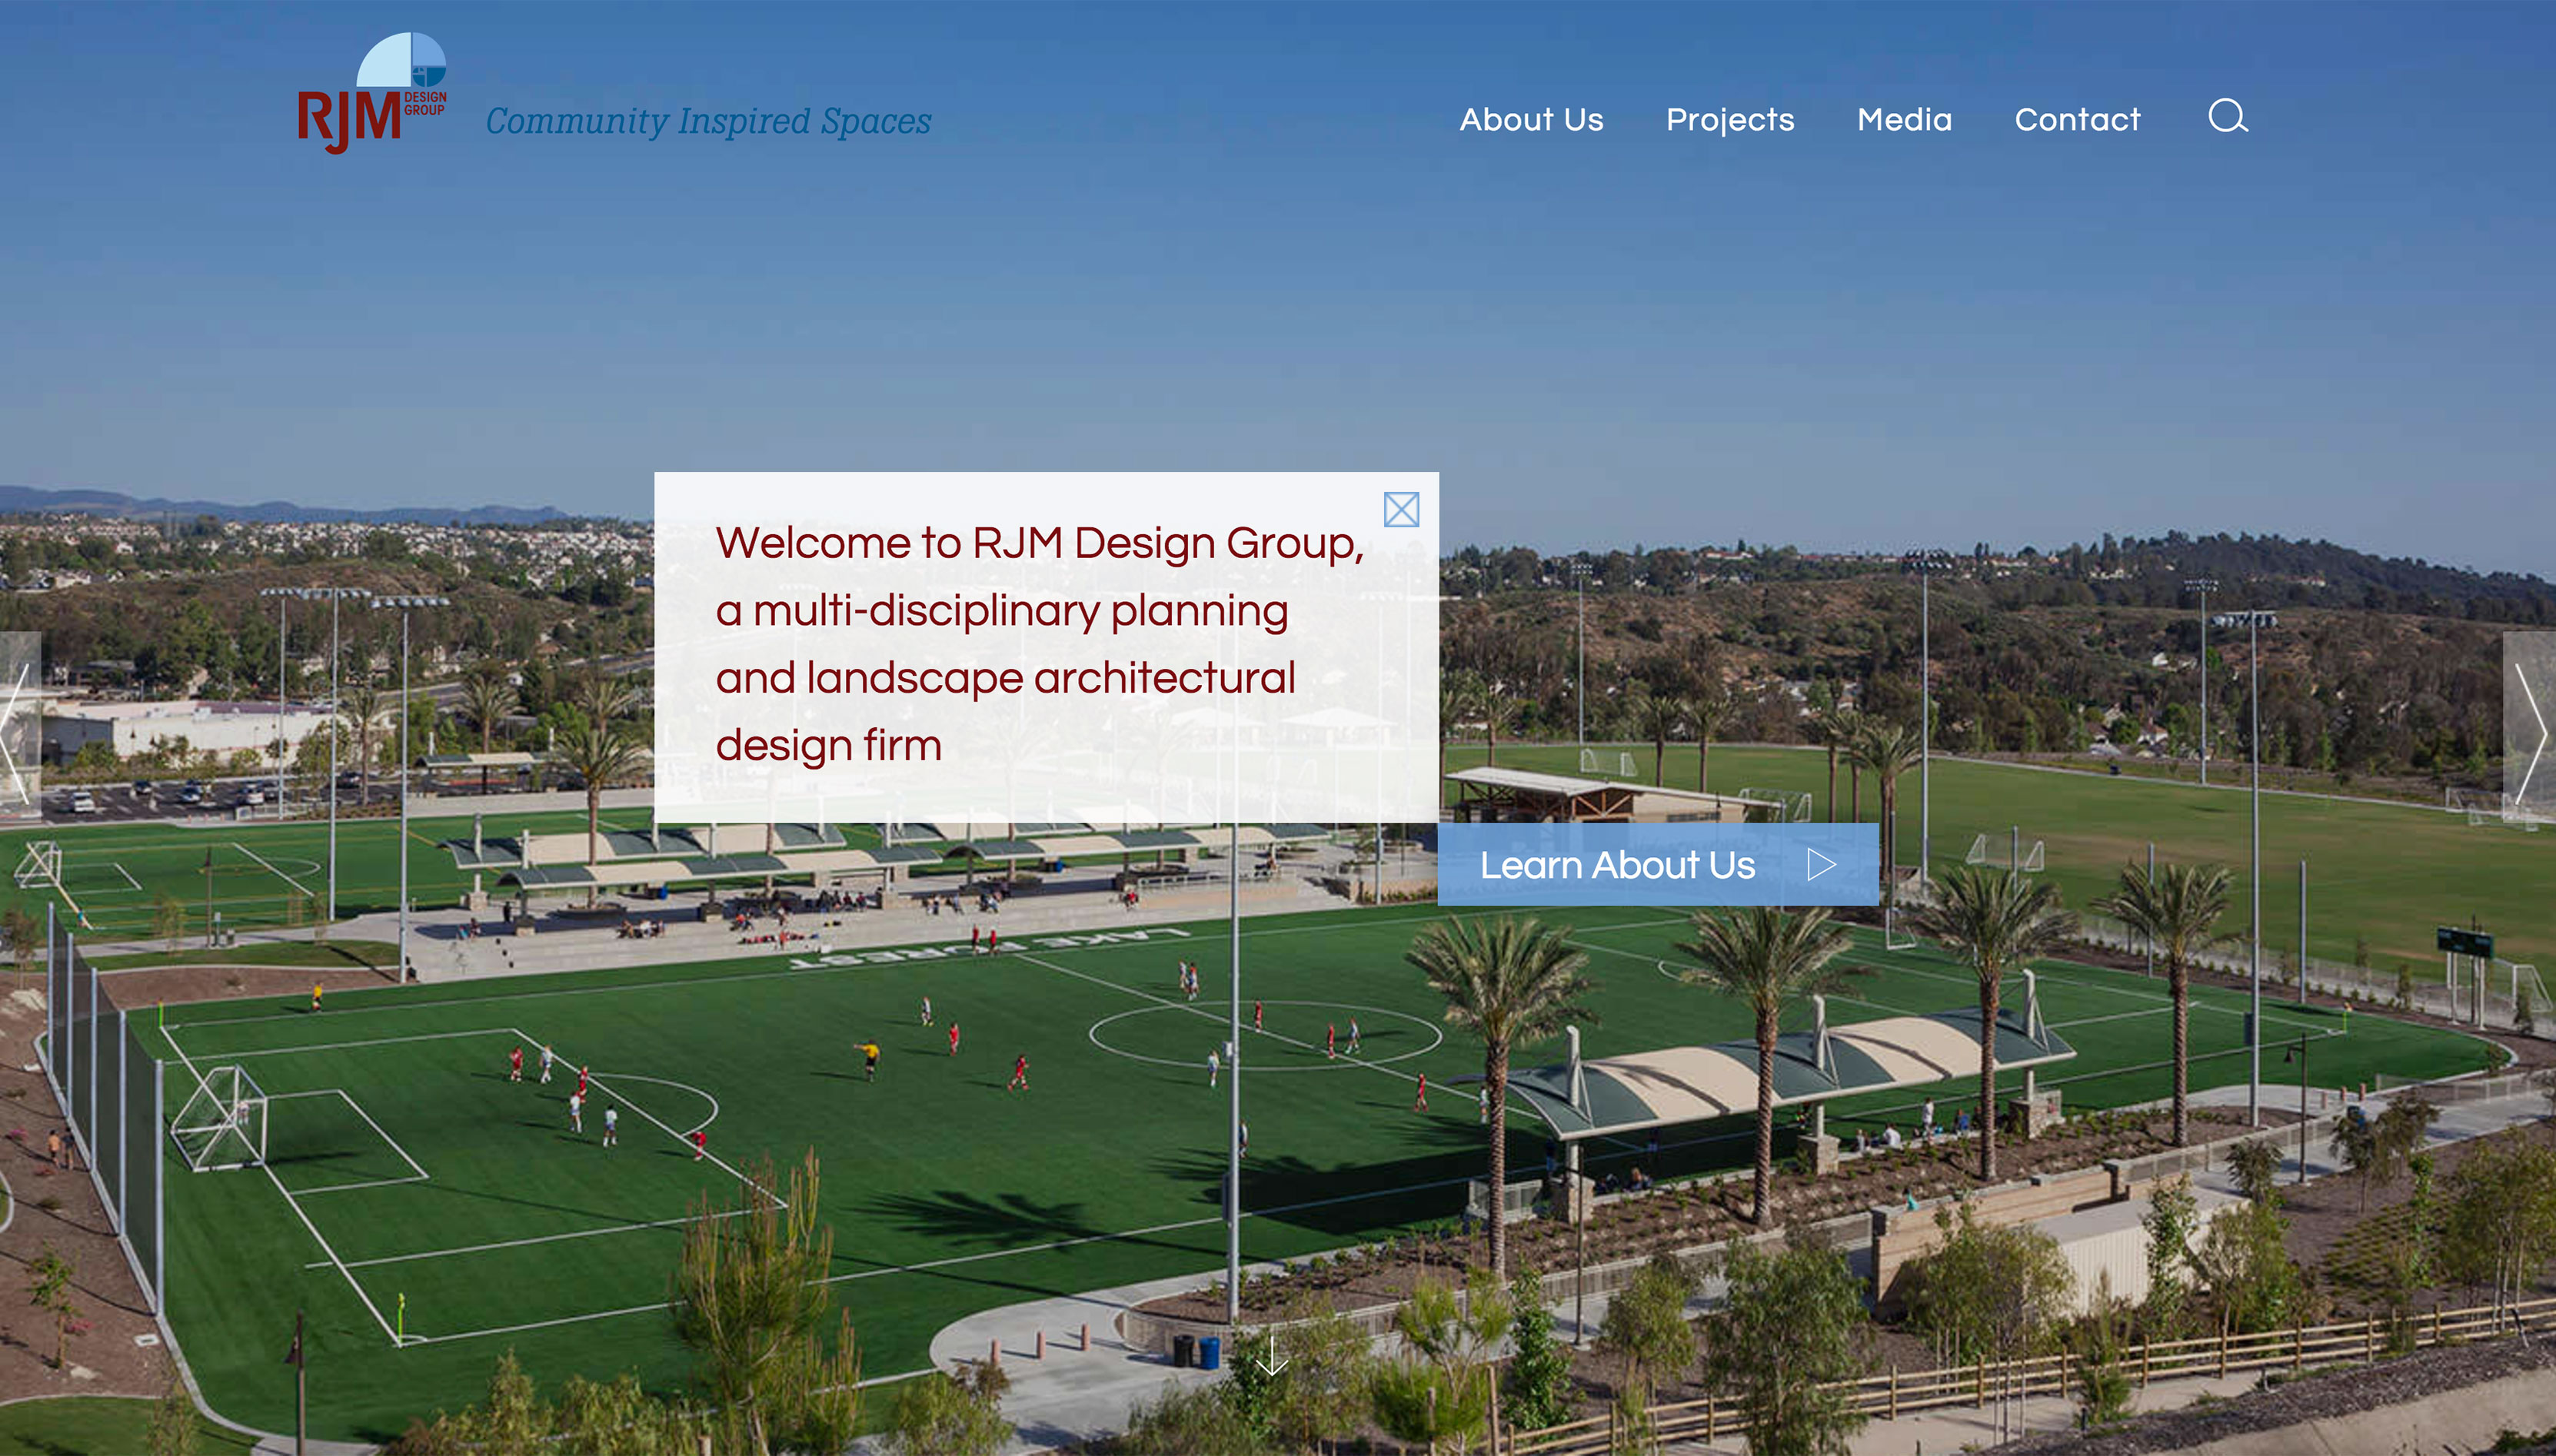 RJM
DESIGN
GROUP
Community Inspired Spaces
About Us
Projects
Media
Contact
Welcome to RJM Design Group,
a multi-disciplinary planning
and landscape architectural
design firm
Learn About Us
LAKE FOREST